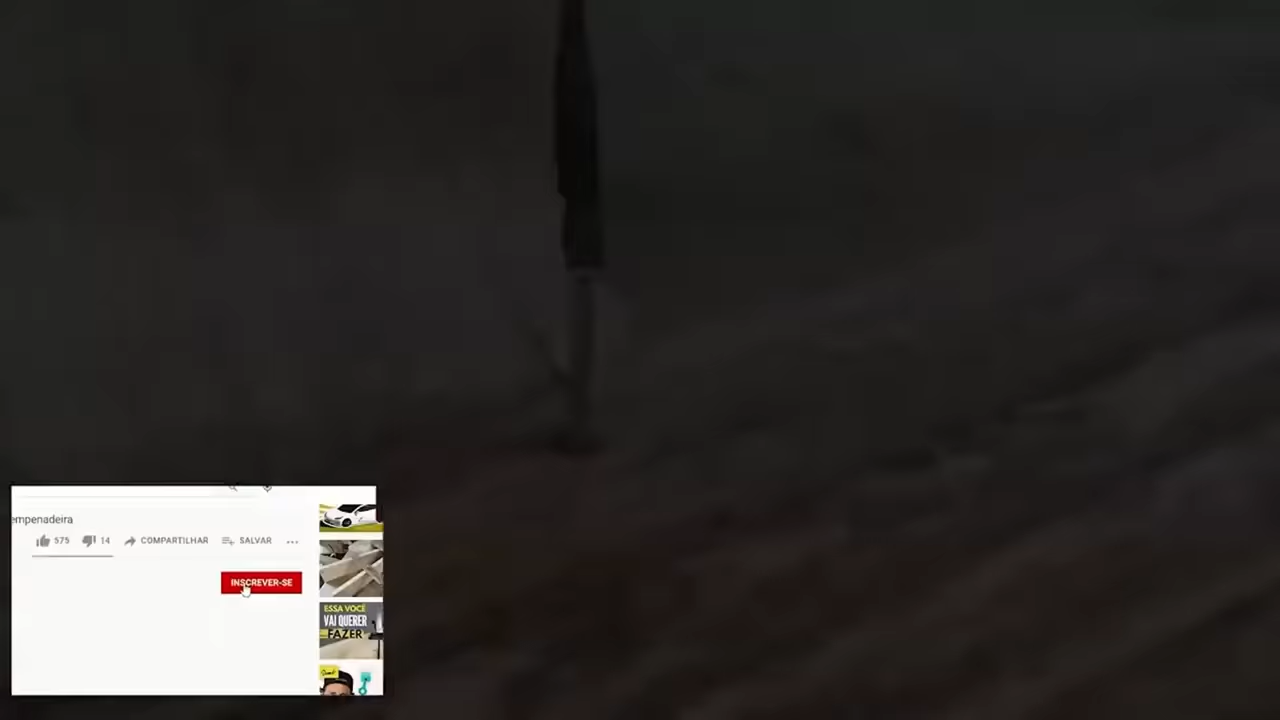 empenadeira
575 14 COMPARTILHAR SALVAR ...
INSCREVER-SE
ESSA VOCÊ
VAI QUERER
FAZER